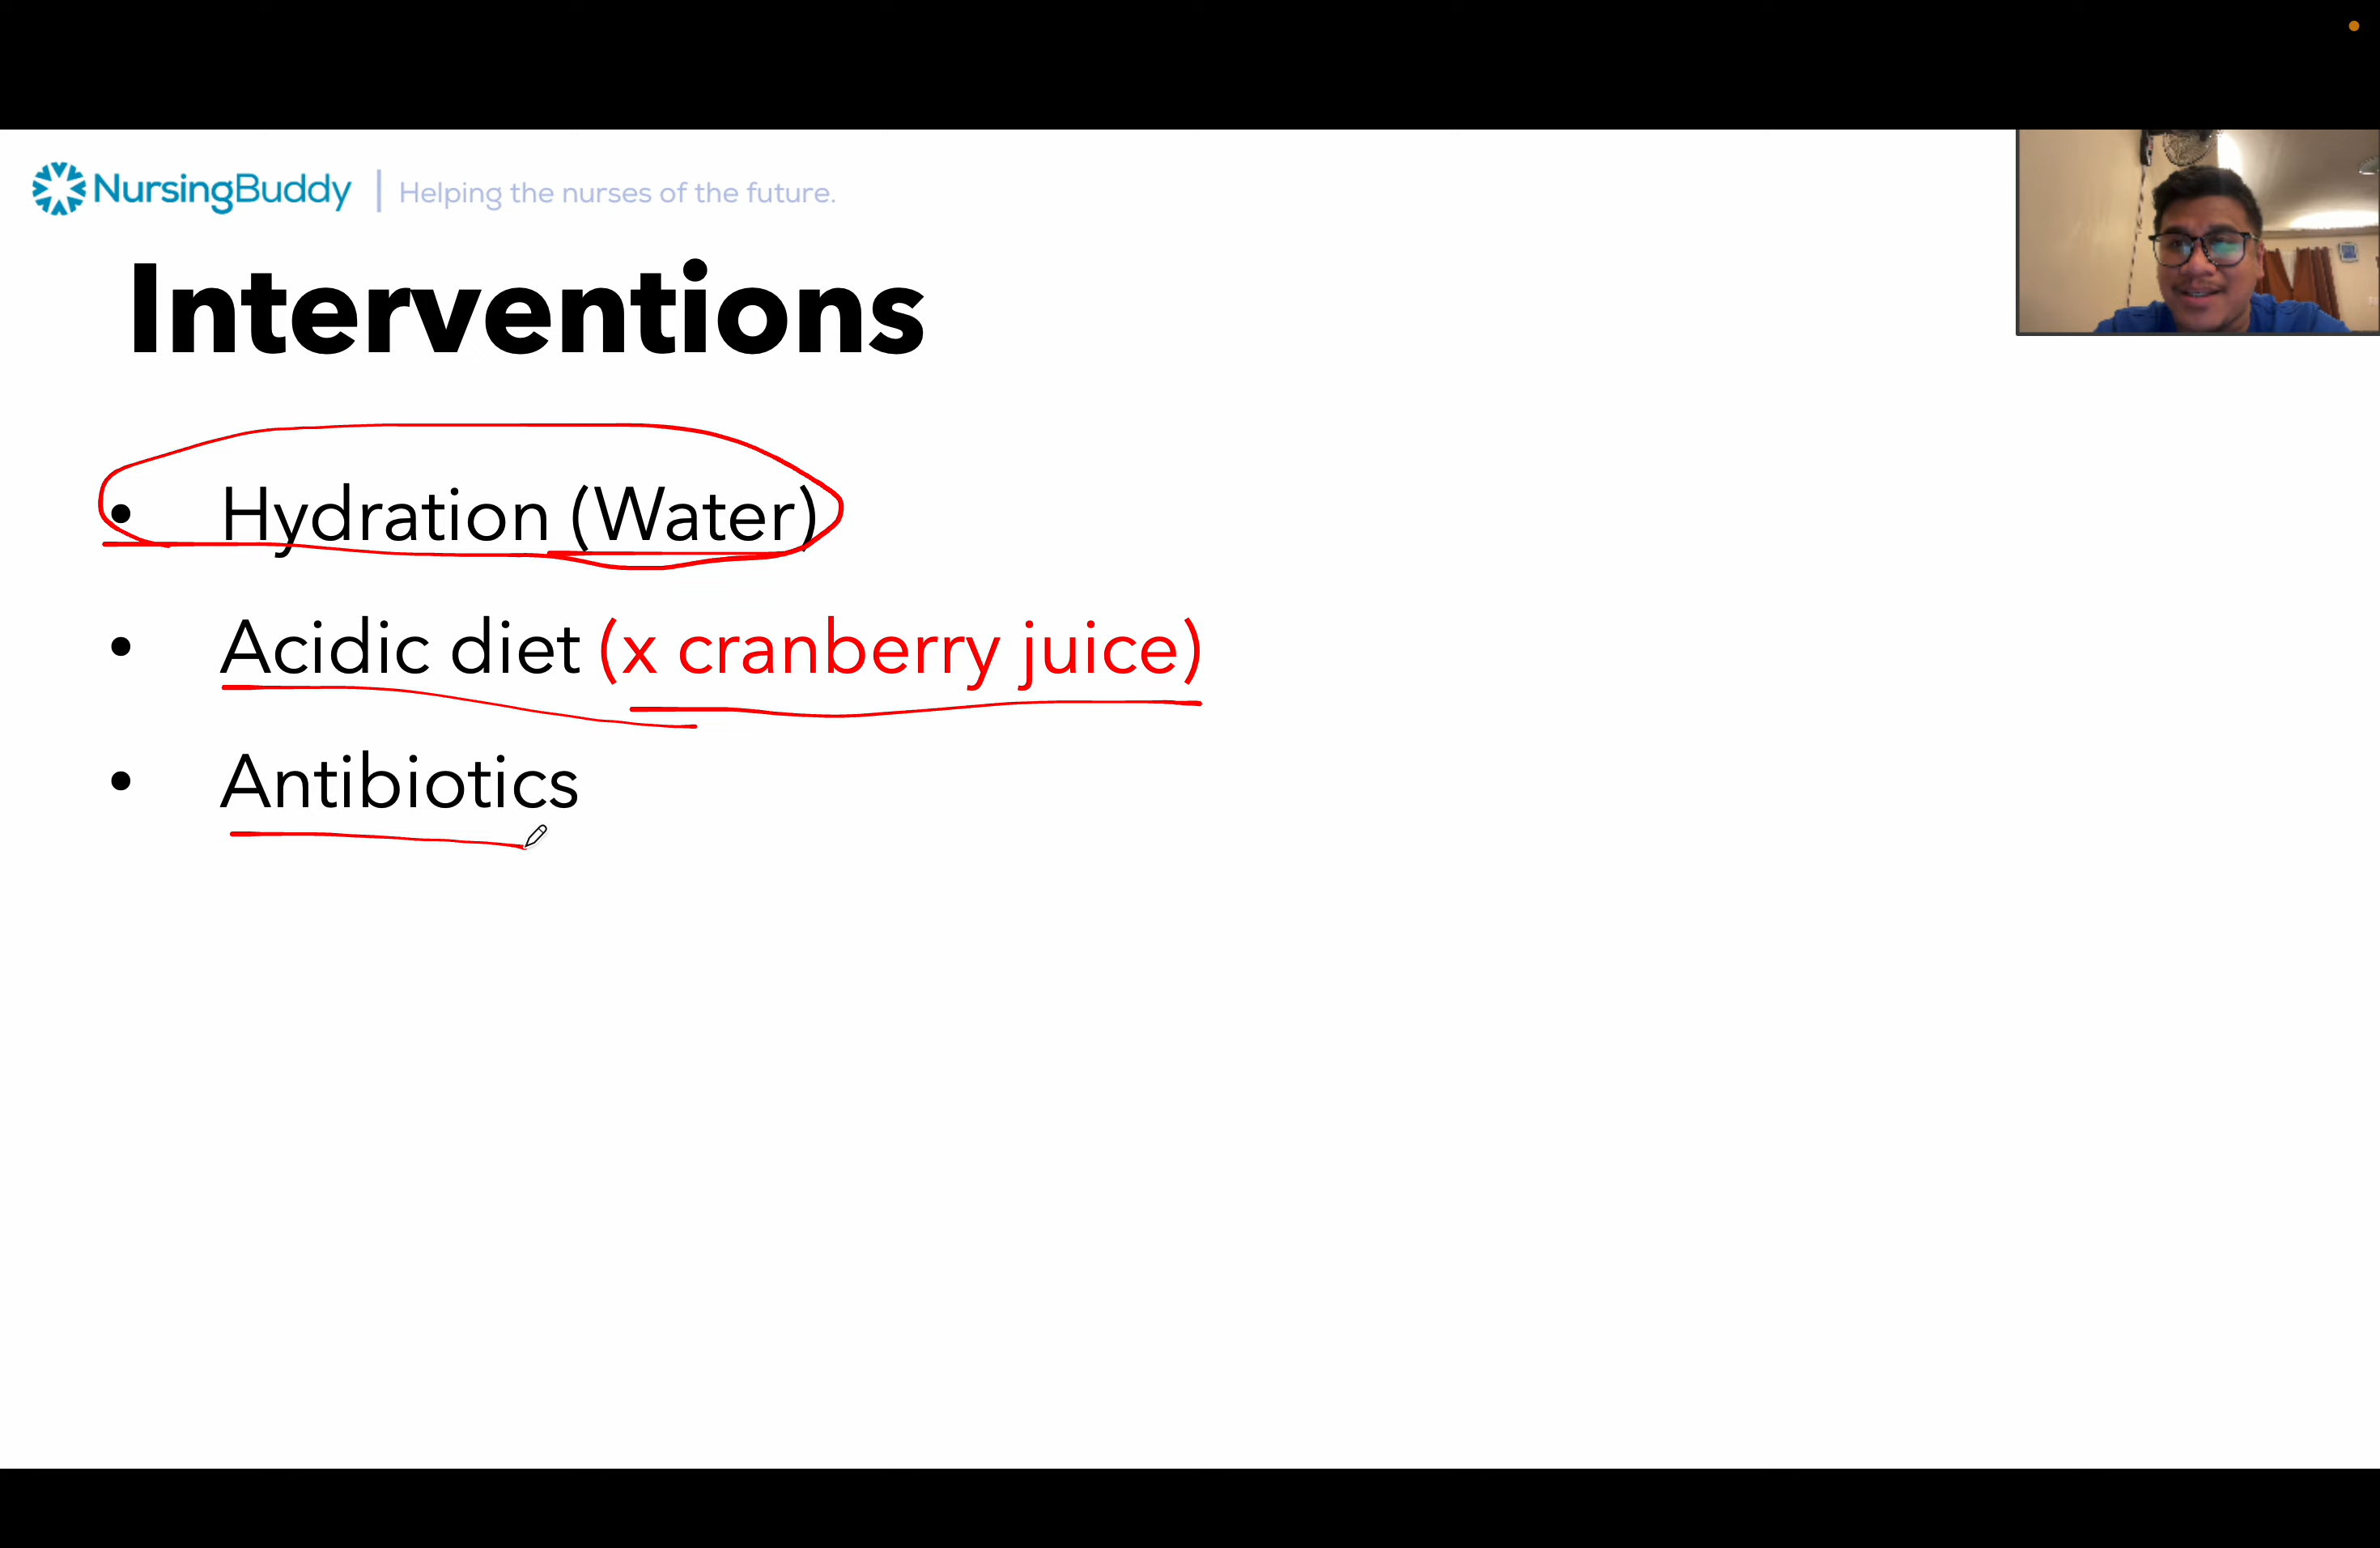 NursingBuddy | Helping the nurses of the future.
Interventions
• Hydration (Water)
• Acidic diet (x cranberry juice)
• Antibiotics